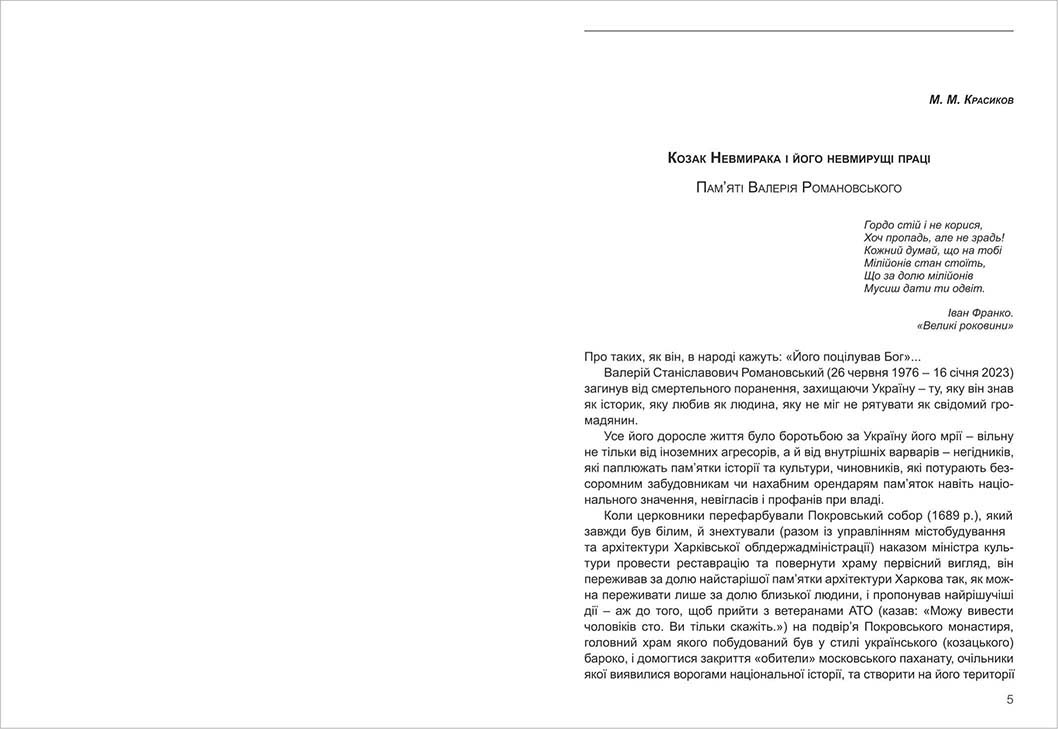 М. М. Красиков
Козак Невмирака і його невмирущі праці
Пам’яті Валерія Романовського
Гордо стій і не корися,
Хоч пропадь, але не зрадь!
Кожний думай, що на тобі
Мілійонів стан стоїть,
Що за долю мілійонів
Мусиш дати ти одвіт.
Іван Франко.
«Великі роковини»
Про таких, як він, в народі кажуть: «Його поцілував Бог»...
Валерій Станіславович Романовський (26 червня 1976 – 16 січня 2023)
загинув від смертельного поранення, захищаючи Україну – ту, яку він знав
як історик, яку любив як людина, яку не міг не рятувати як свідомий гро-
мадянин.
Усе його доросле життя було боротьбою за Україну його мрії – вільну
не тільки від іноземних агресорів, а й від внутрішніх варварів – негідників,
які паплюжать пам’ятки історії та культури, чиновників, які потурають без-
соромним забудовникам чи нахабним орендарям пам’яток навіть націо-
нального значення, невігласів і профанів при владі.
Коли церковники перефарбували Покровський собор (1689 р.), який
завжди був білим, й знехтували (разом із управлінням містобудування
та архітектури Харківської облдержадміністрації) наказом міністра куль-
тури провести реставрацію та повернути храму первісний вигляд, він
переживав за долю найстарішої пам’ятки архітектури Харкова так, як мож-
на переживати лише за долю близької людини, і пропонував найрішучіші
дії – аж до того, щоб прийти з ветеранами АТО (казав: «Можу вивести
чоловіків сто. Ви тільки скажіть.») на подвір’я Покровського монастиря,
головний храм якого побудований був у стилі українського (козацького)
бароко, і домогтися закриття «обители» московського паханату, очільники
якої виявилися ворогами національної історії, та створити на його території
5